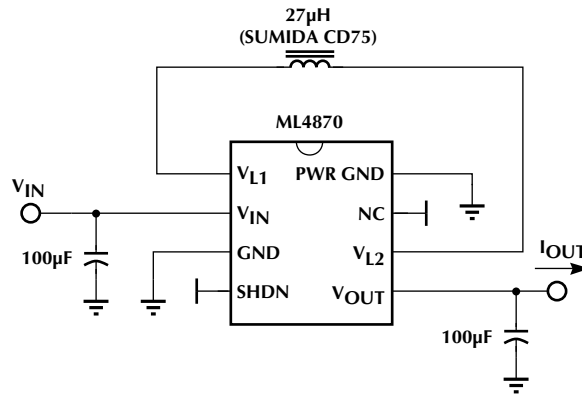 27µH
(SUMIDA CD75)
ML4870
VL1
PWR GND
VIN
VIN
NC
GND
VL2
IOUT
100µF
SHDN
VOUT
100µF